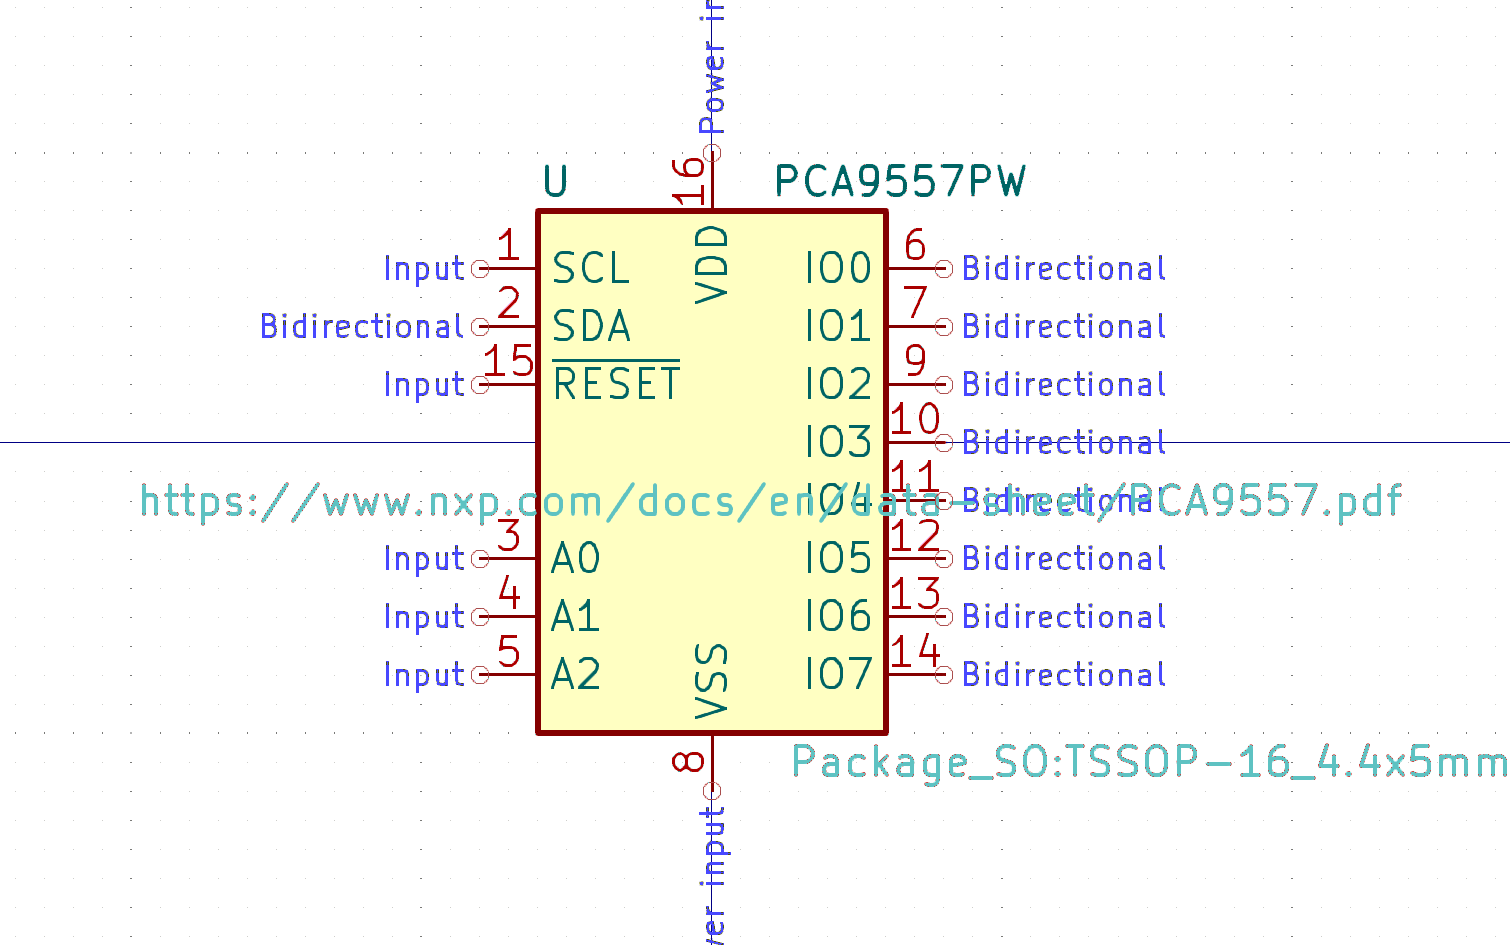 Power in
16
U PCA9557PW
VDD
Input 1 SCL IO0 6 Bidirectional
Bidirectional 2 SDA IO1 7 Bidirectional
Input 15 RESET IO2 9 Bidirectional
IO3 10 Bidirectional
IO4 11 Bidirectional
https://www.nxp.com/docs/en/data-sheet/PCA9557.pdf
Input 3 A0 IO5 12 Bidirectional
Input 4 A1 IO6 13 Bidirectional
Input 5 A2 IO7 14 Bidirectional
VSS
8
Package_SO:TSSOP-16_4.4x5mm
wer input